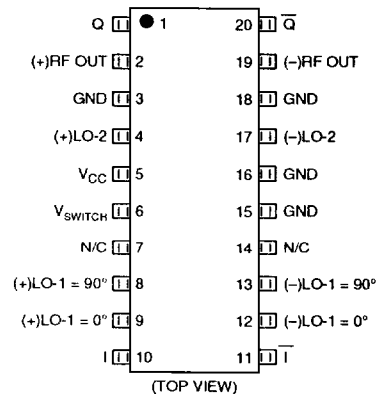 Q 1 20 Q̅
(+)RF OUT 2 19 (−)RF OUT
GND 3 18 GND
(+)LO-2 4 17 (−)LO-2
V_CC 5 16 GND
V_SWITCH 6 15 GND
N/C 7 14 N/C
(+)LO-1 = 90° 8 13 (−)LO-1 = 90°
(+)LO-1 = 0° 9 12 (−)LO-1 = 0°
I 10 11 I̅
(TOP VIEW)